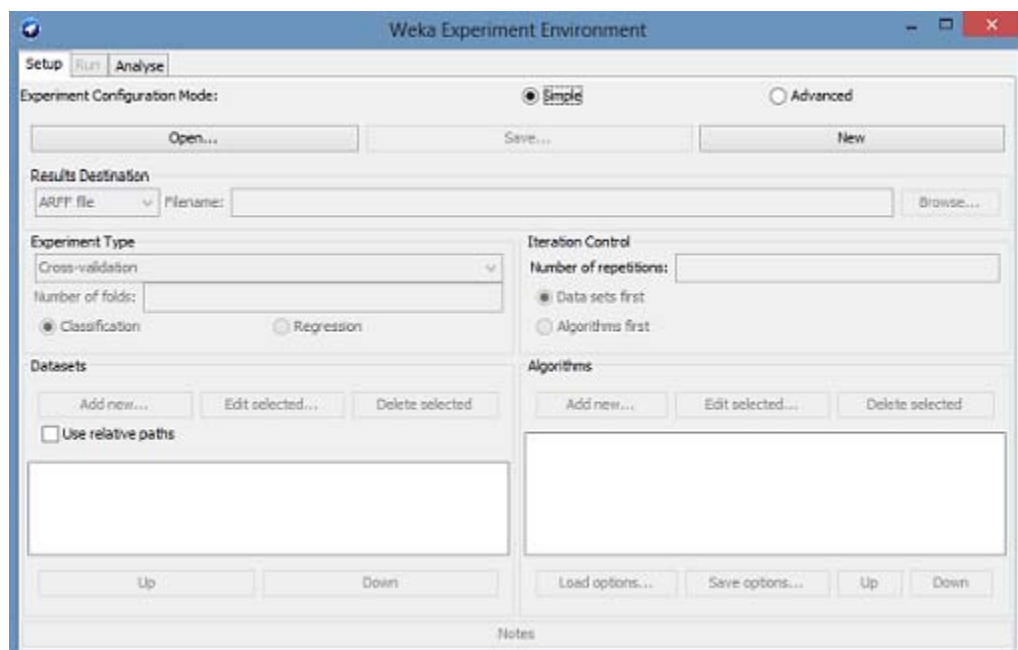 Weka Experiment Environment
Setup Run Analyse
Experiment Configuration Mode: Simple Advanced
Open... Save... New
Results Destination
ARFF file Filename: Browse...
Experiment Type Iteration Control
Cross-validation Number of repetitions:
Number of folds: Data sets first
Classification Regression Algorithms first
Datasets Algorithms
Add new... Edit selected... Delete selected Add new... Edit selected... Delete selected
Use relative paths
Up Down Load options... Save options... Up Down
Notes